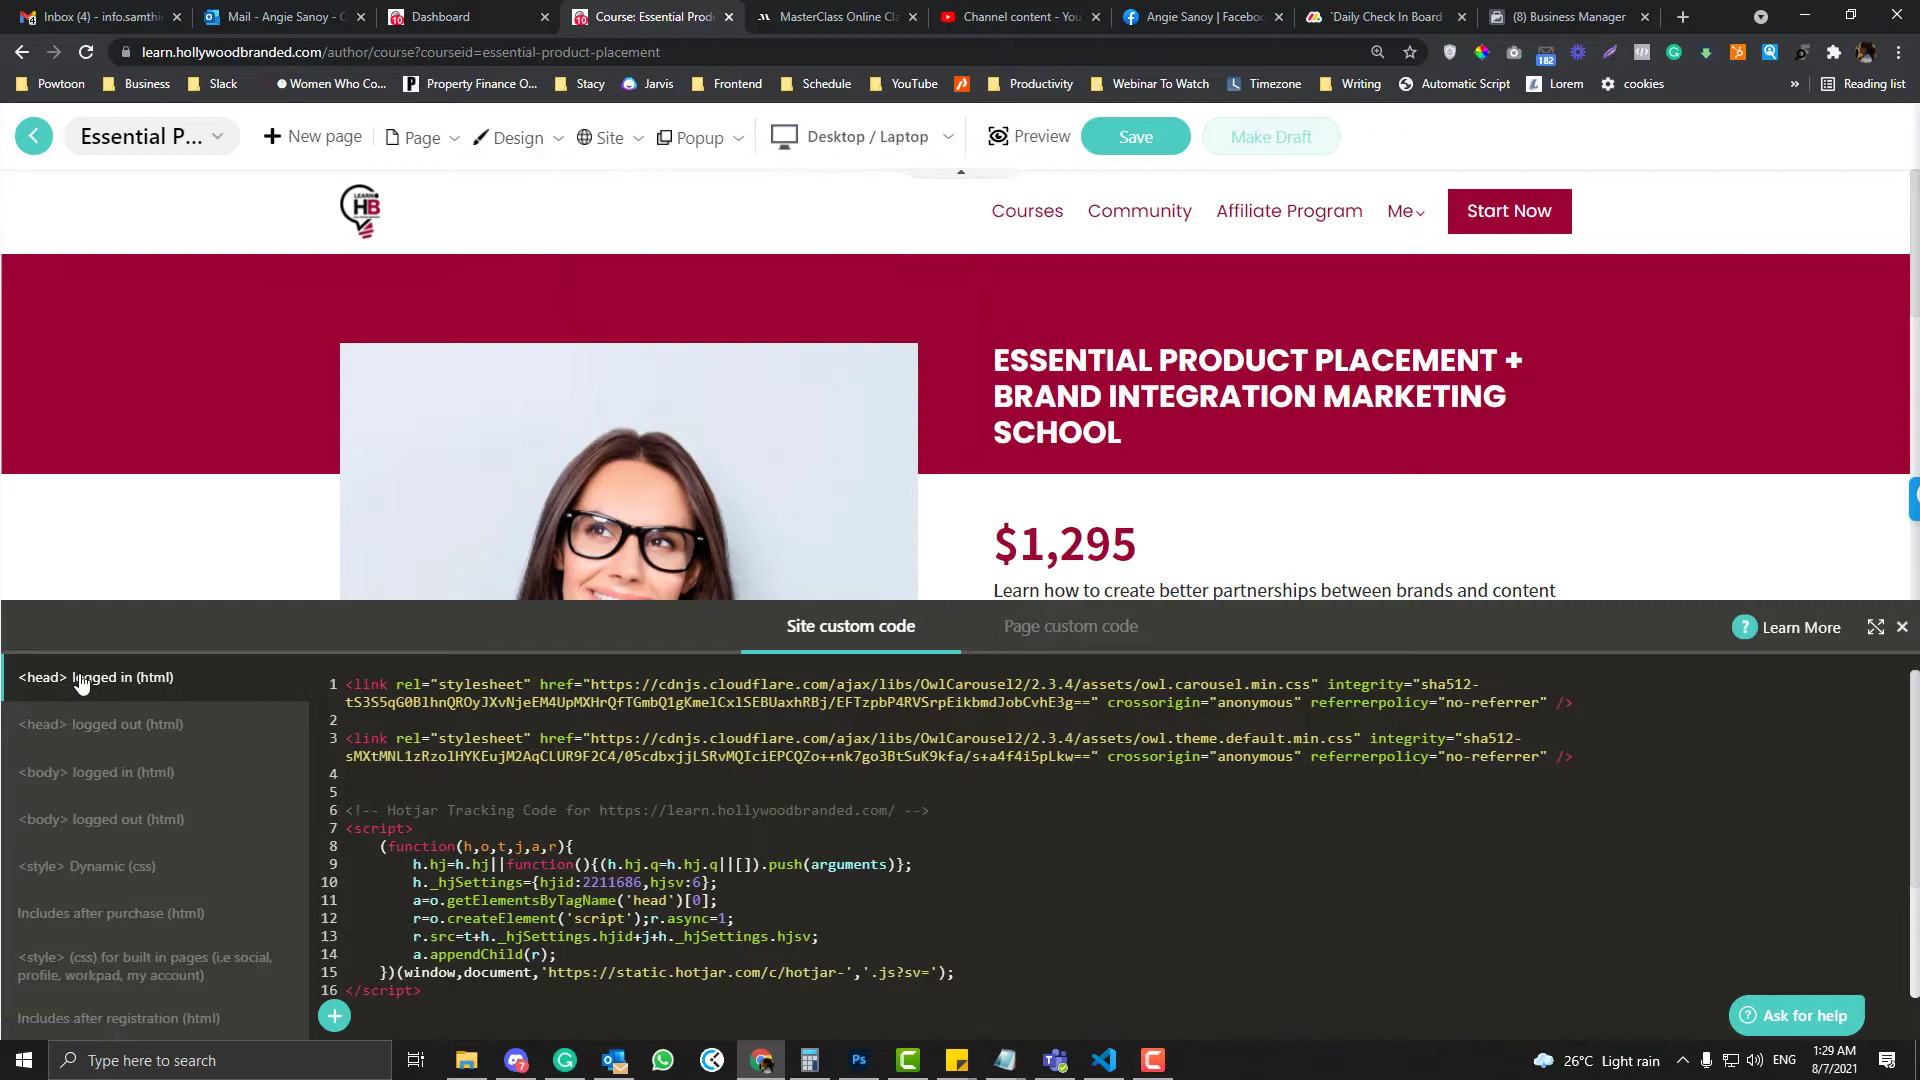 Inbox (4) - info.samthi
Mail - Angie Sanoy - O
Dashboard
Course: Essential Prod
MasterClass Online Cl
Channel content - You
Angie Sanoy | Faceboo
`Daily Check In Board
(8) Business Manager
learn.hollywoodbranded.com/author/course?courseid=essential-product-placement
182
Powtoon
Business
Slack
Women Who Co...
Property Finance O...
Stacy
Jarvis
Frontend
Schedule
YouTube
Productivity
Webinar To Watch
Timezone
Writing
Automatic Script
Lorem
cookies
»
Reading list
Essential P...
New page
Page
Design
Site
Popup
Desktop / Laptop
Preview
Save
Make Draft
LEARN
HB
Courses
Community
Affiliate Program
Me
Start Now
ESSENTIAL PRODUCT PLACEMENT +
BRAND INTEGRATION MARKETING
SCHOOL
$1,295
Learn how to create better partnerships between brands and content
Site custom code
Page custom code
Learn More
<head> logged in (html)
<head> logged out (html)
<body> logged in (html)
<body> logged out (html)
<style> Dynamic (css)
Includes after purchase (html)
<style> (css) for built in pages (i.e social,
profile, workpad, my account)
Includes after registration (html)
1 <link rel="stylesheet" href="https://cdnjs.cloudflare.com/ajax/libs/OwlCarousel2/2.3.4/assets/owl.carousel.min.css" integrity="sha512-
tS3S5qG0BlhnQROyJXvNjeEM4UpMXHrQfTGmbQ1gKmelCxlSEBUaxhRBj/EFTzpbP4RVSrpEikbmdJobCvhE3g==" crossorigin="anonymous" referrerpolicy="no-referrer" />
2
3 <link rel="stylesheet" href="https://cdnjs.cloudflare.com/ajax/libs/OwlCarousel2/2.3.4/assets/owl.theme.default.min.css" integrity="sha512-
sMXtMNL1zRzolHYKEujM2AqCLUR9F2C4/05cdbxjjLSRvMQIciEPCQZo++nk7go3BtSuK9kfa/s+a4f4i5pLkw==" crossorigin="anonymous" referrerpolicy="no-referrer" />
4
5
6 <!-- Hotjar Tracking Code for https://learn.hollywoodbranded.com/ -->
7 <script>
8 (function(h,o,t,j,a,r){
9 h.hj=h.hj||function(){(h.hj.q=h.hj.q||[]).push(arguments)};
10 h._hjSettings={hjid:2211686,hjsv:6};
11 a=o.getElementsByTagName('head')[0];
12 r=o.createElement('script');r.async=1;
13 r.src=t+h._hjSettings.hjid+j+h._hjSettings.hjsv;
14 a.appendChild(r);
15 })(window,document,'https://static.hotjar.com/c/hotjar-','.js?sv=');
16 </script>
Ask for help
Type here to search
26°C Light rain
ENG
1:29 AM
8/7/2021